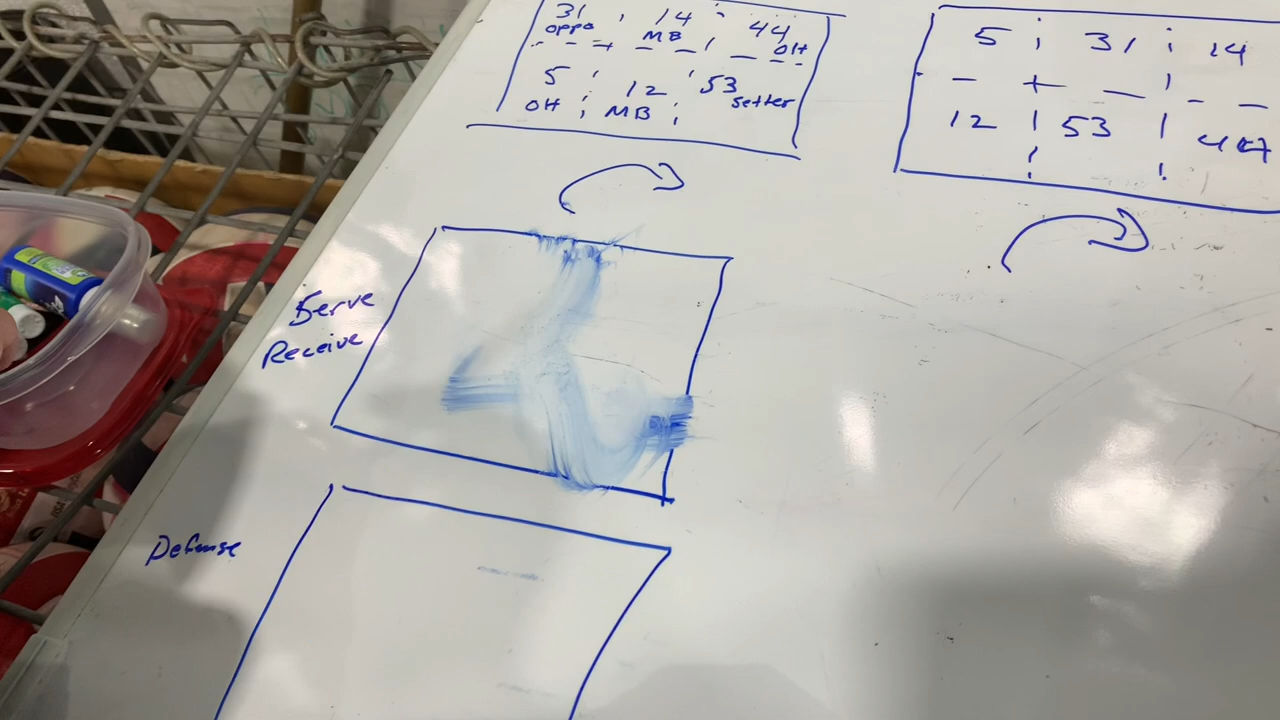 31 14 44
oppo MB OH
5 12 53
OH MB setter
5 31 14
12 53 44
Serve
Receive
Defense